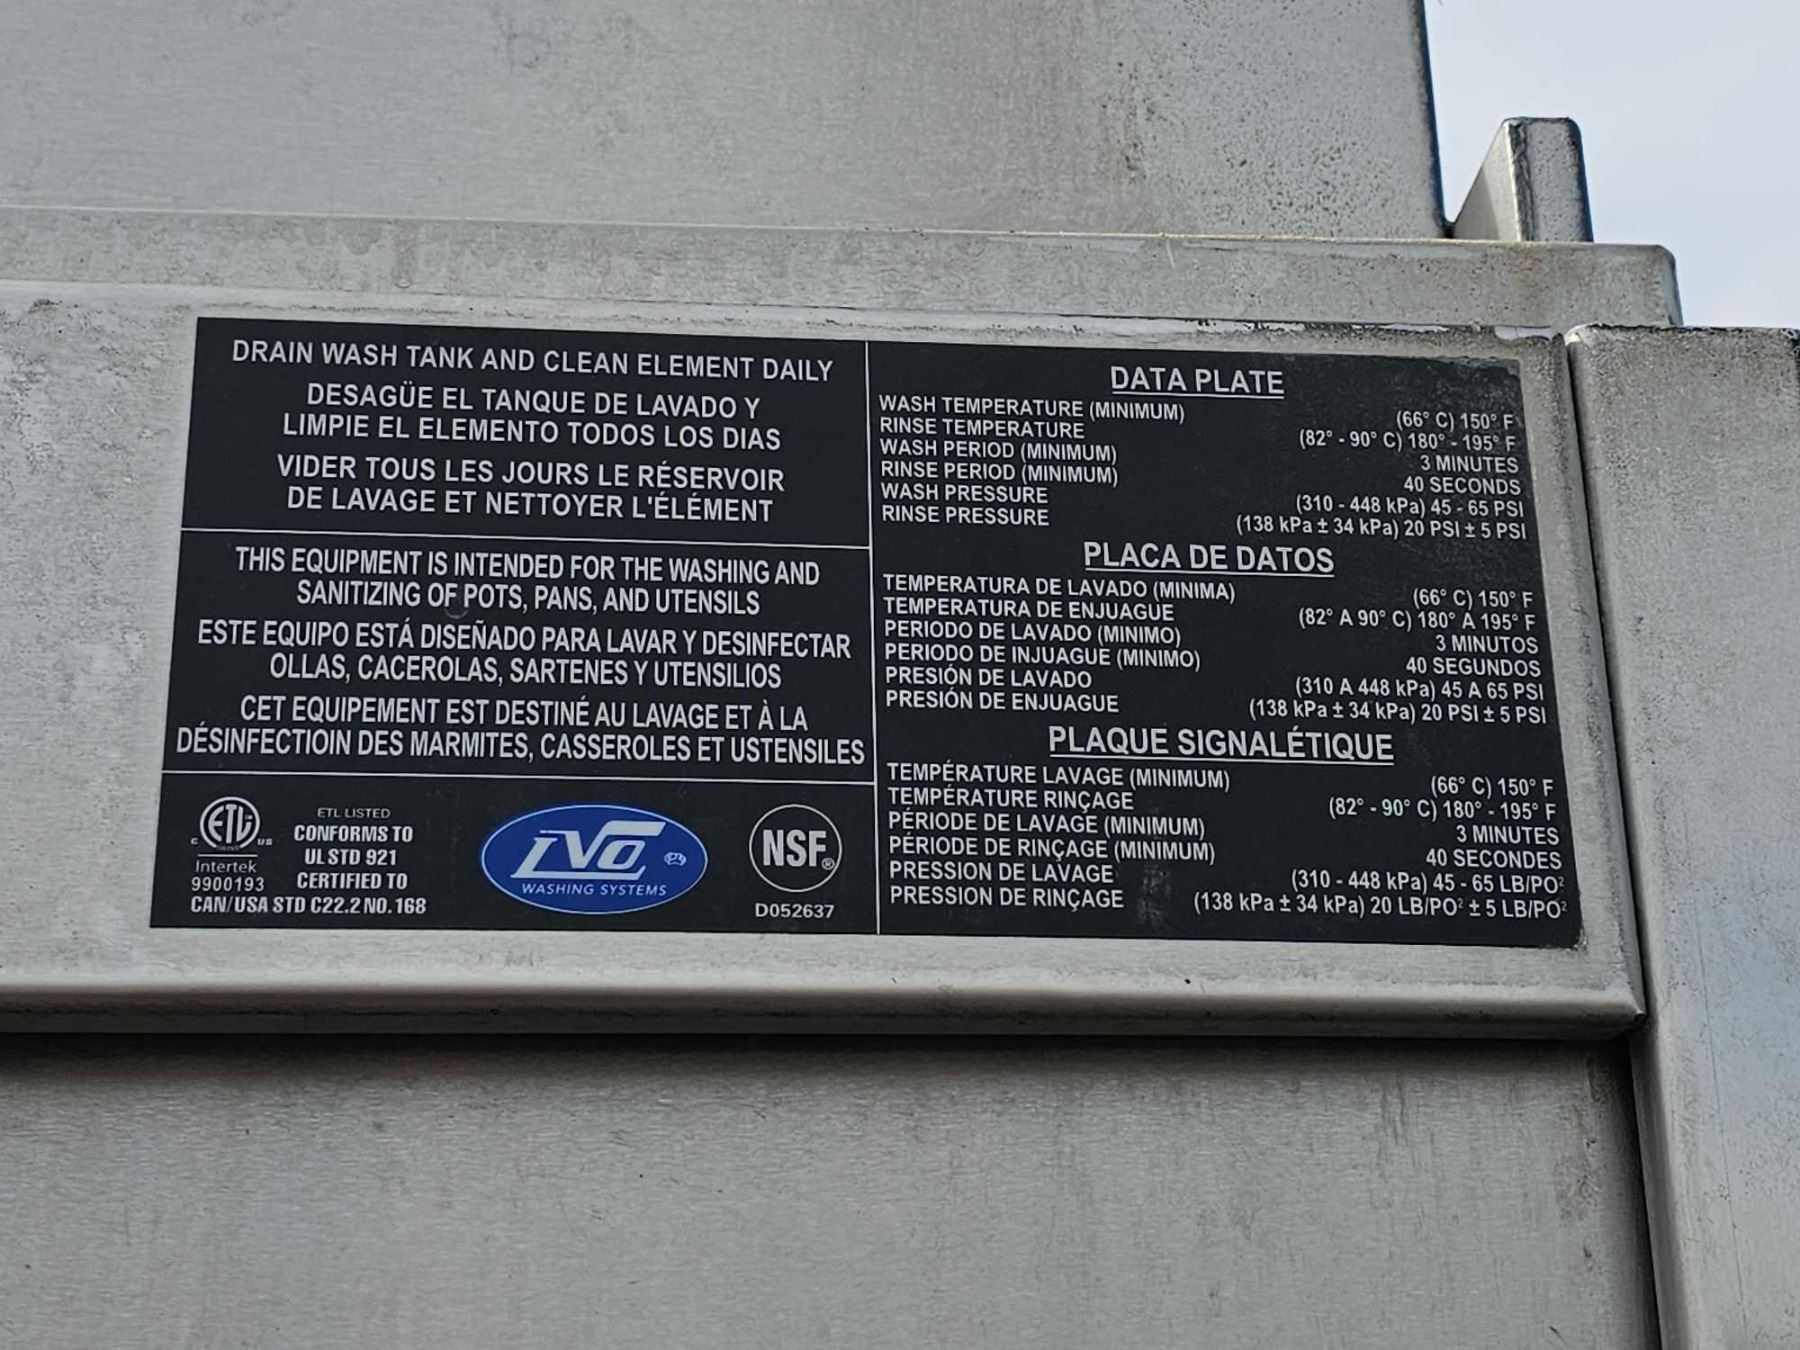 DRAIN WASH TANK AND CLEAN ELEMENT DAILY
DESAGÜE EL TANQUE DE LAVADO Y
LIMPIE EL ELEMENTO TODOS LOS DIAS
VIDER TOUS LES JOURS LE RÉSERVOIR
DE LAVAGE ET NETTOYER L'ÉLÉMENT
THIS EQUIPMENT IS INTENDED FOR THE WASHING AND
SANITIZING OF POTS, PANS, AND UTENSILS
ESTE EQUIPO ESTÁ DISEÑADO PARA LAVAR Y DESINFECTAR
OLLAS, CACEROLAS, SARTENES Y UTENSILIOS
CET EQUIPEMENT EST DESTINÉ AU LAVAGE ET À LA
DÉSINFECTIOIN DES MARMITES, CASSEROLES ET USTENSILES
ETL
C US
Intertek
9900193
ETL LISTED
CONFORMS TO
UL STD 921
CERTIFIED TO
CAN/USA STD C22.2 NO. 168
LVO
WASHING SYSTEMS
NSF®
D052637
DATA PLATE
WASH TEMPERATURE (MINIMUM) (66° C) 150° F
RINSE TEMPERATURE (82° - 90° C) 180° - 195° F
WASH PERIOD (MINIMUM) 3 MINUTES
RINSE PERIOD (MINIMUM) 40 SECONDS
WASH PRESSURE (310 - 448 kPa) 45 - 65 PSI
RINSE PRESSURE (138 kPa ± 34 kPa) 20 PSI ± 5 PSI
PLACA DE DATOS
TEMPERATURA DE LAVADO (MINIMA) (66° C) 150° F
TEMPERATURA DE ENJUAGUE (82° A 90° C) 180° A 195° F
PERIODO DE LAVADO (MINIMO) 3 MINUTOS
PERIODO DE INJUAGUE (MINIMO) 40 SEGUNDOS
PRESIÓN DE LAVADO (310 A 448 kPa) 45 A 65 PSI
PRESIÓN DE ENJUAGUE (138 kPa ± 34 kPa) 20 PSI ± 5 PSI
PLAQUE SIGNALÉTIQUE
TEMPÉRATURE LAVAGE (MINIMUM) (66° C) 150° F
TEMPÉRATURE RINÇAGE (82° - 90° C) 180° - 195° F
PÉRIODE DE LAVAGE (MINIMUM) 3 MINUTES
PÉRIODE DE RINÇAGE (MINIMUM) 40 SECONDES
PRESSION DE LAVAGE (310 - 448 kPa) 45 - 65 LB/PO²
PRESSION DE RINÇAGE (138 kPa ± 34 kPa) 20 LB/PO² ± 5 LB/PO²